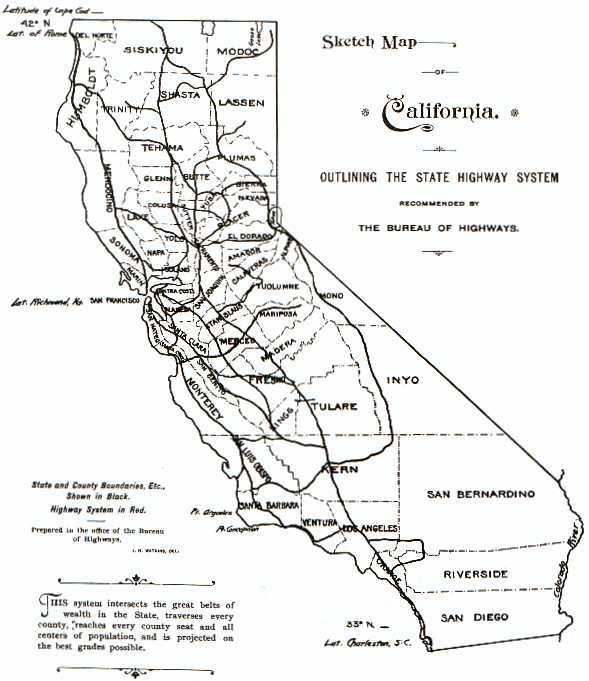 Latitude of Cape Cod
42° N
Lat. of Rome
DEL NORTE
SISKIYOU
MODOC
Sketch Map
OF
California.
OUTLINING THE STATE HIGHWAY SYSTEM
RECOMMENDED BY
THE BUREAU OF HIGHWAYS.
HUMBOLDT
TRINITY
SHASTA
LASSEN
TEHAMA
PLUMAS
MENDOCINO
GLENN
BUTTE
SIERRA
NEVADA
COLUSA
SUTTER
YUBA
PLACER
LAKE
YOLO
EL DORADO
SONOMA
NAPA
SACRAMENTO
AMADOR
ALPINE
MARIN
SOLANO
CALAVERAS
SAN JOAQUIN
CONTRA COSTA
TUOLUMNE
MONO
Lat. Richmond, Ky.
SAN FRANCISCO
ALAMEDA
STANISLAUS
MARIPOSA
SANTA CLARA
MERCED
MADERA
SAN BENITO
FRESNO
INYO
MONTEREY
KINGS
TULARE
SAN LUIS OBISPO
KERN
SAN BERNARDINO
SANTA BARBARA
VENTURA
LOS ANGELES
Pt. Arguello
Pt. Concepcion
ORANGE
RIVERSIDE
Colorado River
SAN DIEGO
33° N.
Lat. Charleston, S.C.
State and County Boundaries, Etc.,
Shown in Black.
Highway System in Red.
Prepared in the office of the Bureau
of Highways.
THIS system intersects the great belts of
wealth in the State, traverses every
county, reaches every county seat and all
centers of population, and is projected on
the best grades possible.